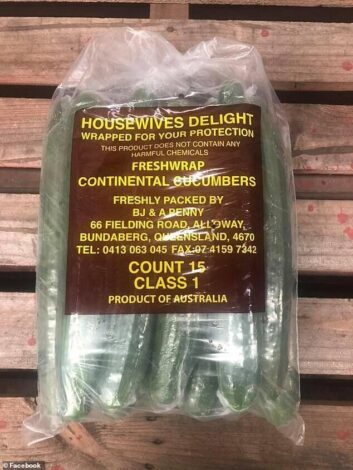 HOUSEWIVES DELIGHT
WRAPPED FOR YOUR PROTECTION
THIS PRODUCT DOES NOT CONTAIN ANY
HARMFUL CHEMICALS
FRESHWRAP
CONTINENTAL CUCUMBERS
FRESHLY PACKED BY
BJ & A PENNY
66 FIELDING ROAD, ALLOWAY,
BUNDABERG, QUEENSLAND, 4670
TEL: 0413 063 045 FAX:07 4159 7342
COUNT 15
CLASS 1
PRODUCT OF AUSTRALIA
© Facebook